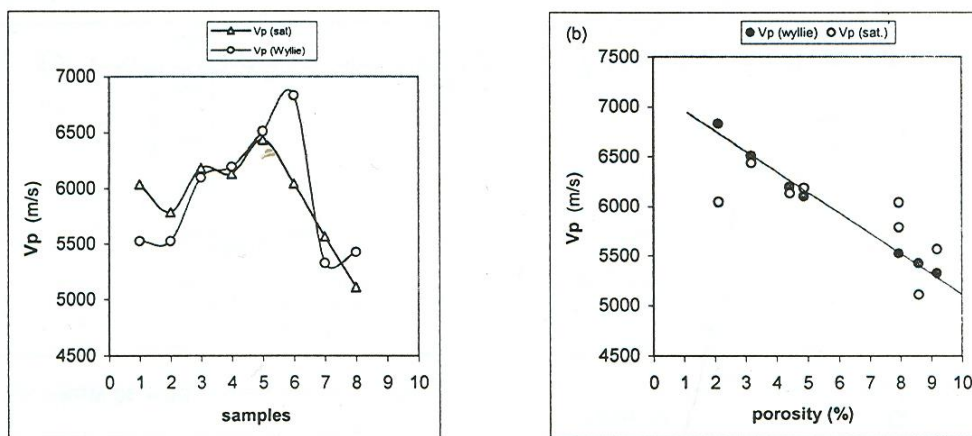 Vp (sat)
Vp (Wyllie)
7000
6500
6000
5500
5000
4500
Vp (m/s)
0 1 2 3 4 5 6 7 8 9 10
samples
(b)
Vp (wyllie) Vp (sat.)
7500
7000
6500
6000
5500
5000
4500
Vp (m/s)
0 1 2 3 4 5 6 7 8 9 10
porosity (%)